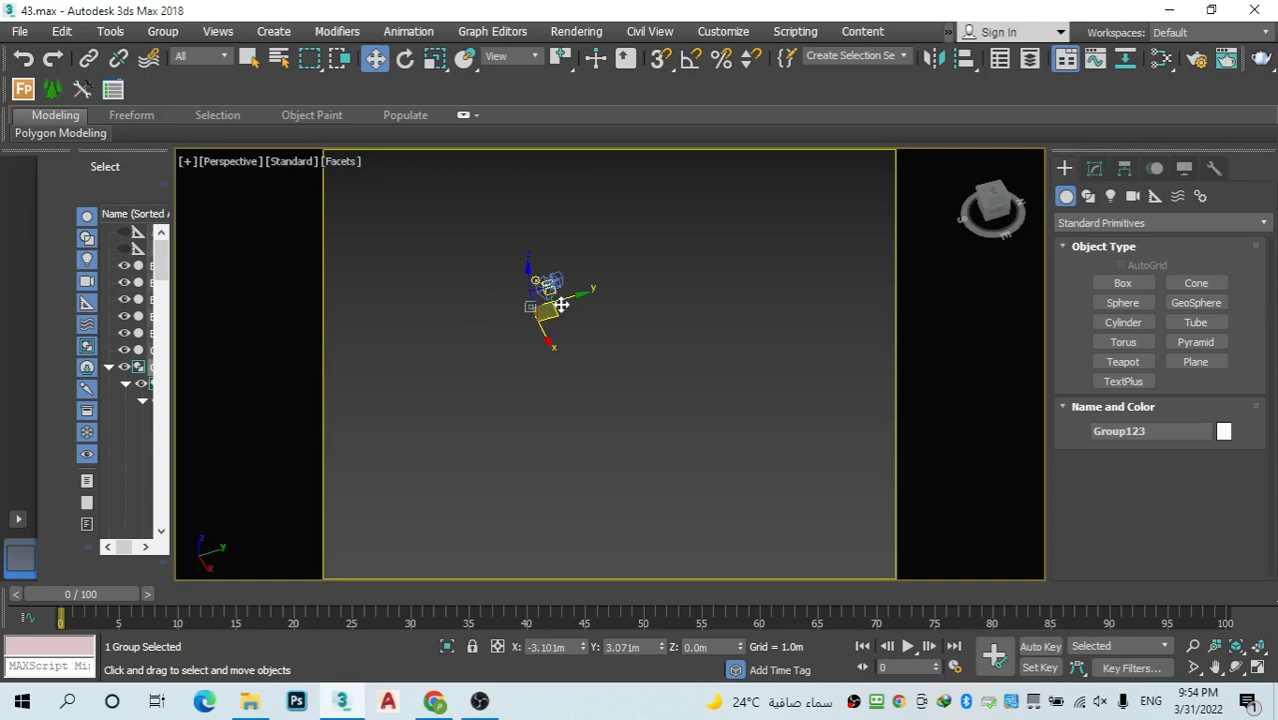 43.max - Autodesk 3ds Max 2018
File Edit Tools Group Views Create Modifiers Animation Graph Editors Rendering Civil View Customize Scripting Content Sign In Workspaces: Default
All View Create Selection Se
Fp
Modeling Freeform Selection Object Paint Populate
Polygon Modeling
Select
[+] [Perspective] [Standard] [Facets]
Name (Sorted A
Standard Primitives
Object Type
AutoGrid
Box Cone
Sphere GeoSphere
Cylinder Tube
Torus Pyramid
Teapot Plane
TextPlus
Name and Color
Group123
z
y
x
z
y
x
0 / 100
0 5 10 15 20 25 30 35 40 45 50 55 60 65 70 75 80 85 90 95 100
1 Group Selected X: -3.101m Y: 3.071m Z: 0.0m Grid = 1.0m Auto Key Selected
MAXScript Mi
Click and drag to select and move objects Add Time Tag 0 Set Key Key Filters...
Ps 3 A 24°C سماء صافية ENG 9:54 PM
3/31/2022